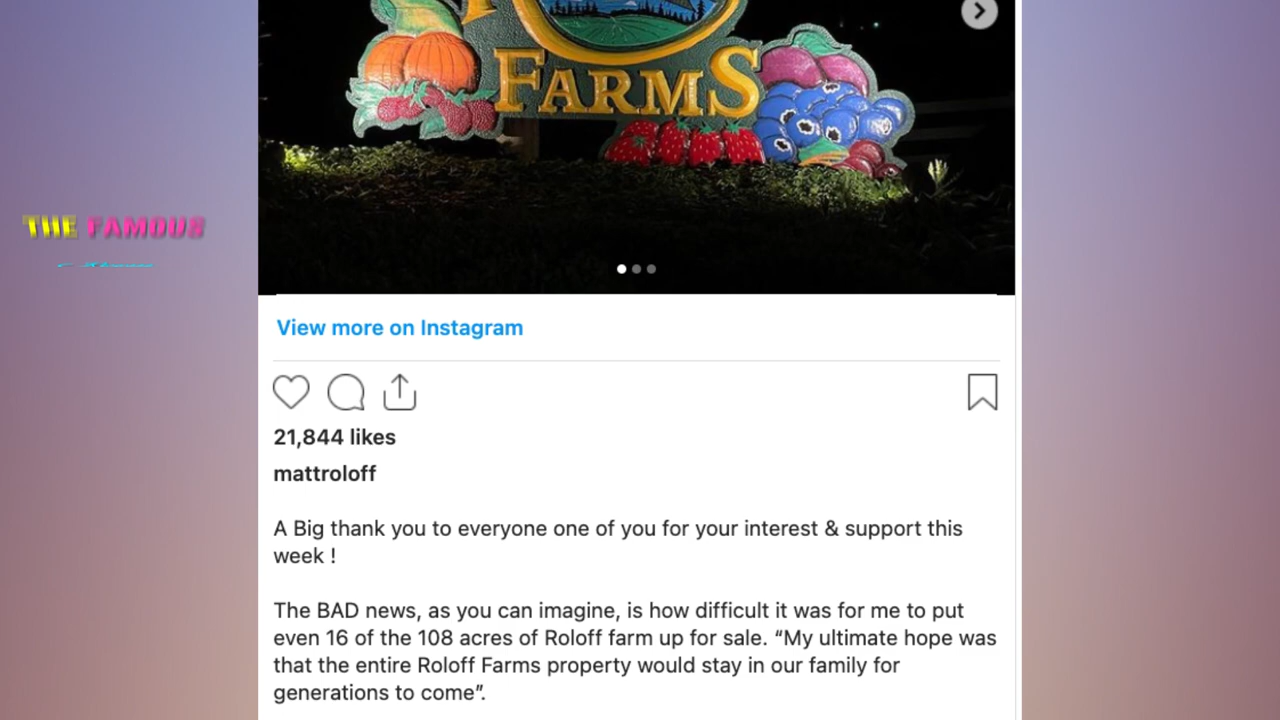 FARMS
THE FAMOUS
View more on Instagram
21,844 likes
mattroloff
A Big thank you to everyone one of you for your interest & support this
week !
The BAD news, as you can imagine, is how difficult it was for me to put
even 16 of the 108 acres of Roloff farm up for sale. “My ultimate hope was
that the entire Roloff Farms property would stay in our family for
generations to come”.